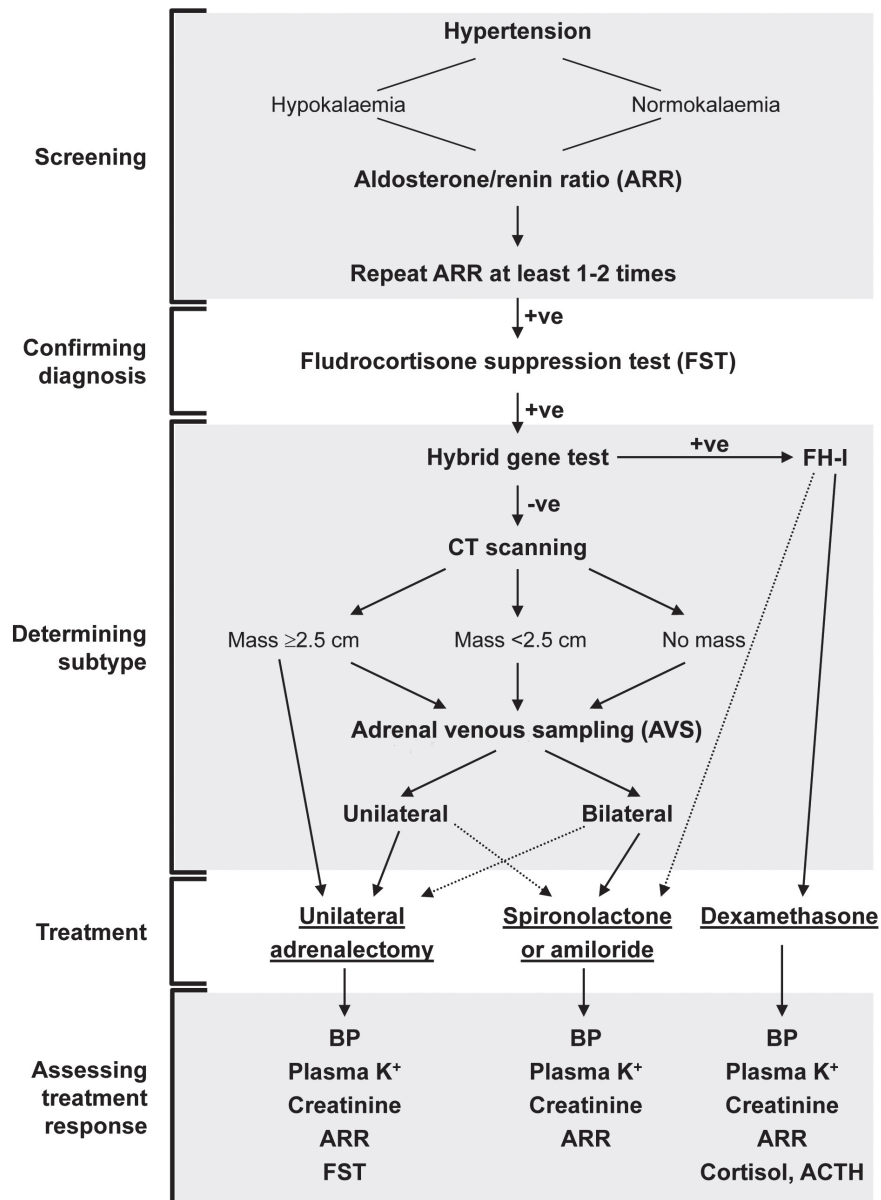 Hypertension
Hypokalaemia
Normokalaemia
Screening
Aldosterone/renin ratio (ARR)
Repeat ARR at least 1-2 times
+ve
Confirming
diagnosis
Fludrocortisone suppression test (FST)
+ve
Hybrid gene test
+ve
FH-I
-ve
CT scanning
Determining
subtype
Mass ≥2.5 cm
Mass <2.5 cm
No mass
Adrenal venous sampling (AVS)
Unilateral
Bilateral
Treatment
Unilateral
adrenalectomy
Spironolactone
or amiloride
Dexamethasone
Assessing
treatment
response
BP
Plasma K⁺
Creatinine
ARR
FST
BP
Plasma K⁺
Creatinine
ARR
BP
Plasma K⁺
Creatinine
ARR
Cortisol, ACTH